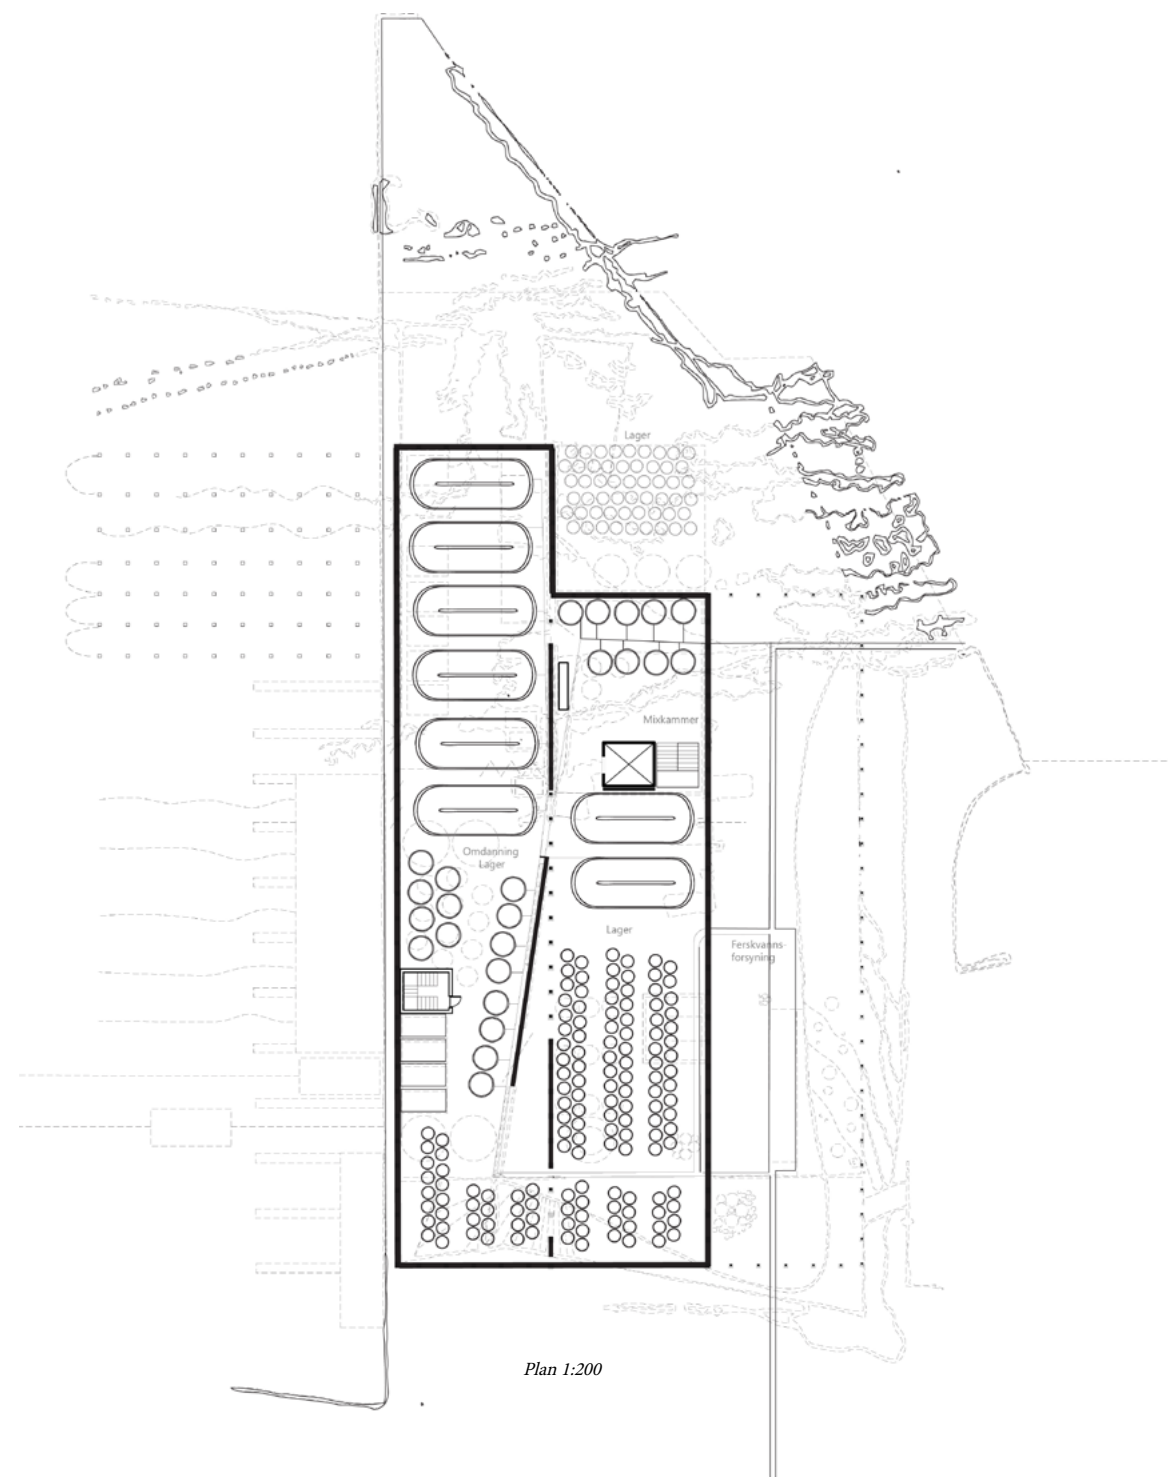 Lager
Mixkammer
Omdanning
Lager
Lager
Ferskvanns-
forsyning
Plan 1:200